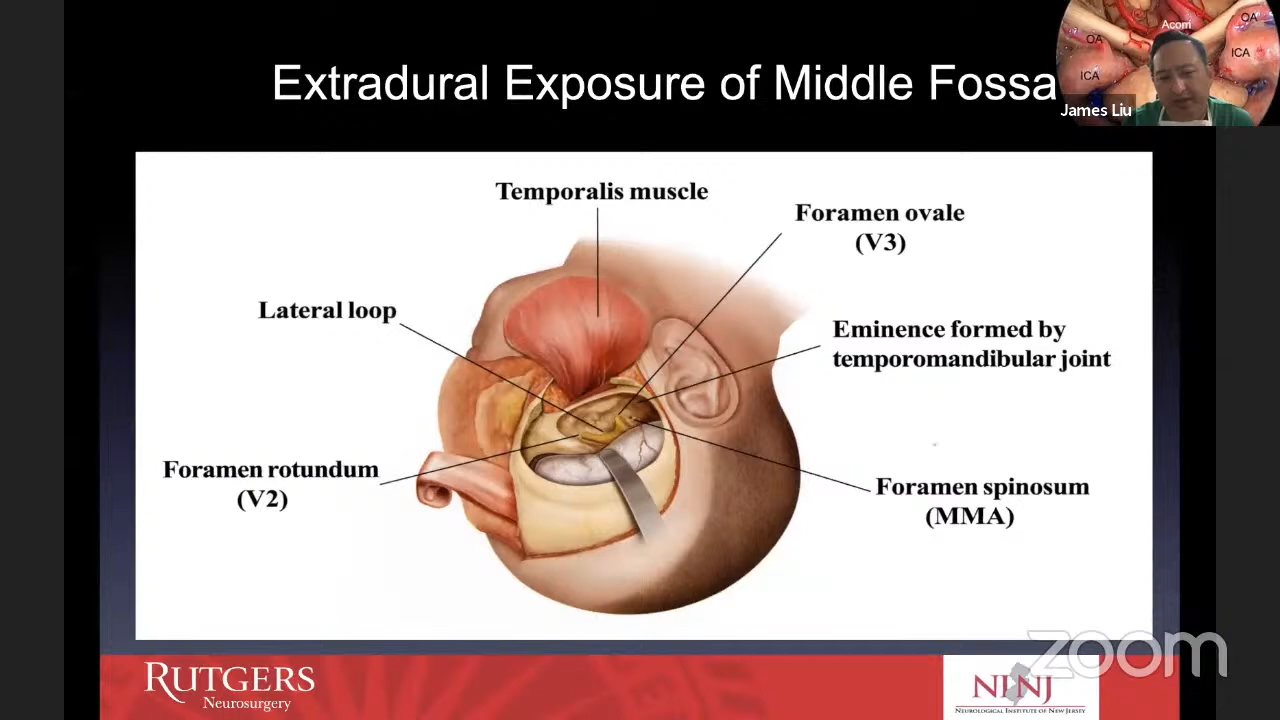 Extradural Exposure of Middle Fossa
Acom
OA
OA
ICA
ICA
James Liu
Temporalis muscle
Foramen ovale
(V3)
Lateral loop
Eminence formed by
temporomandibular joint
Foramen rotundum
(V2)
Foramen spinosum
(MMA)
zoom
RUTGERS
Neurosurgery
NINJ
NEUROLOGICAL INSTITUTE OF NEW JERSEY